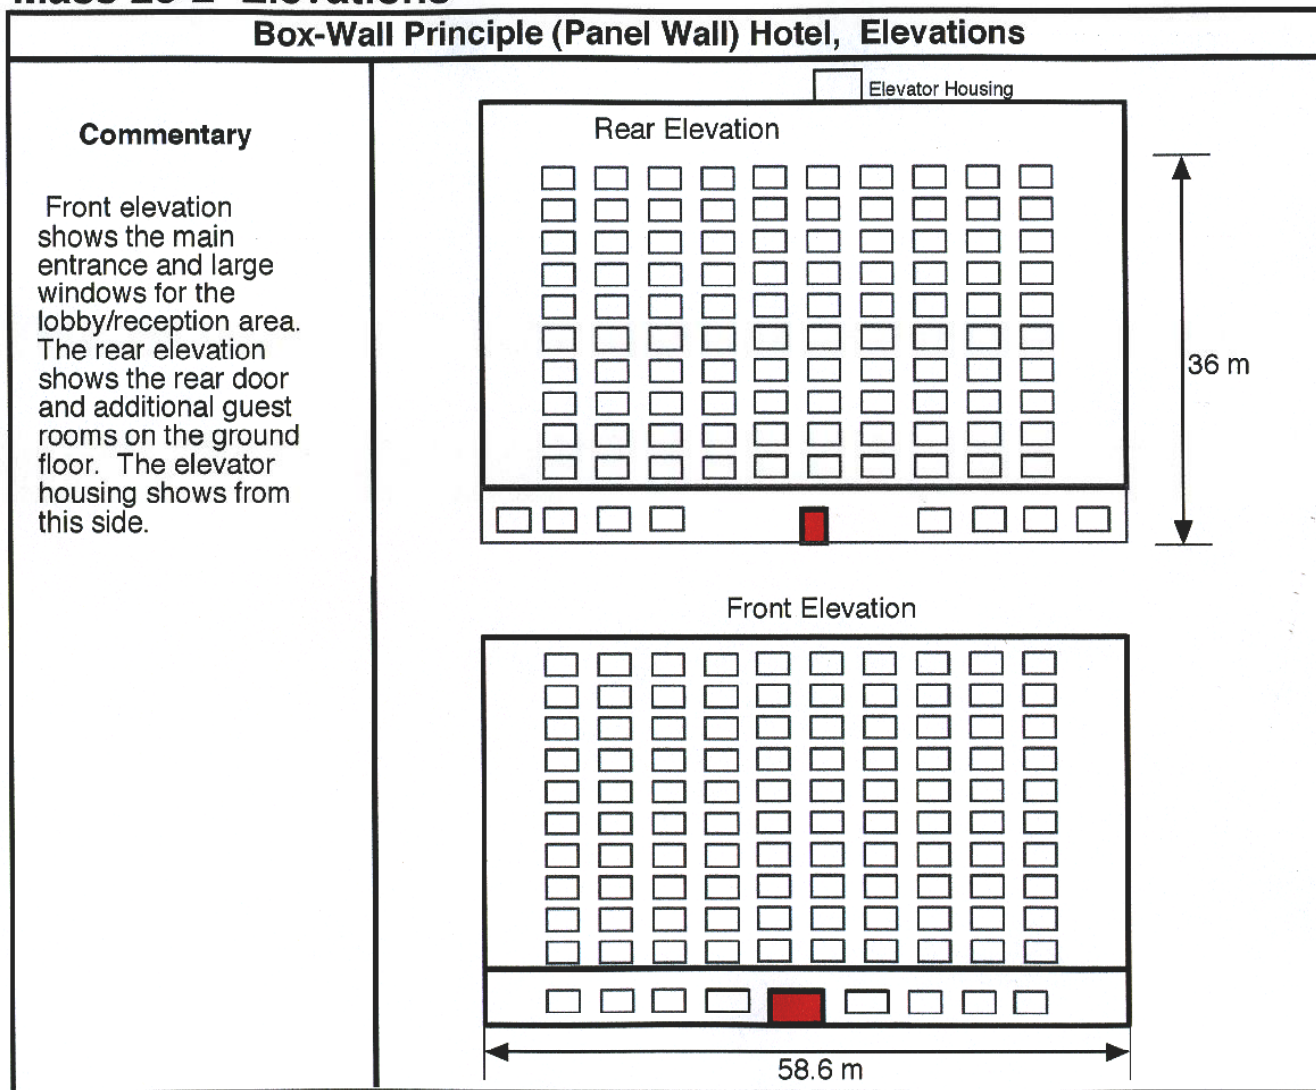 Box-Wall Principle (Panel Wall) Hotel, Elevations
Commentary
Front elevation
shows the main
entrance and large
windows for the
lobby/reception area.
The rear elevation
shows the rear door
and additional guest
rooms on the ground
floor. The elevator
housing shows from
this side.
Elevator Housing
Rear Elevation
36 m
Front Elevation
58.6 m